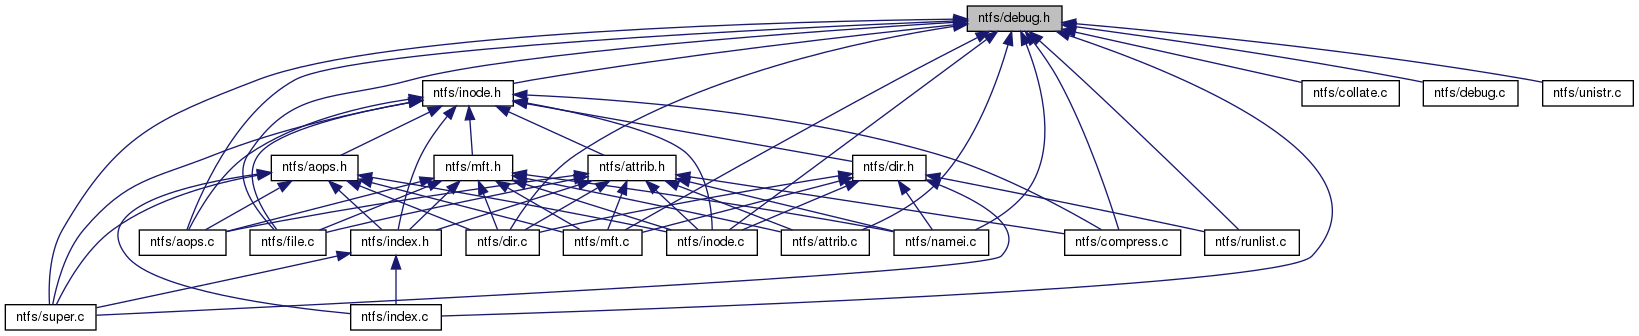 ntfs/debug.h
ntfs/inode.h
ntfs/collate.c
ntfs/debug.c
ntfs/unistr.c
ntfs/aops.h
ntfs/mft.h
ntfs/attrib.h
ntfs/dir.h
ntfs/aops.c
ntfs/file.c
ntfs/index.h
ntfs/dir.c
ntfs/mft.c
ntfs/inode.c
ntfs/attrib.c
ntfs/namei.c
ntfs/compress.c
ntfs/runlist.c
ntfs/super.c
ntfs/index.c